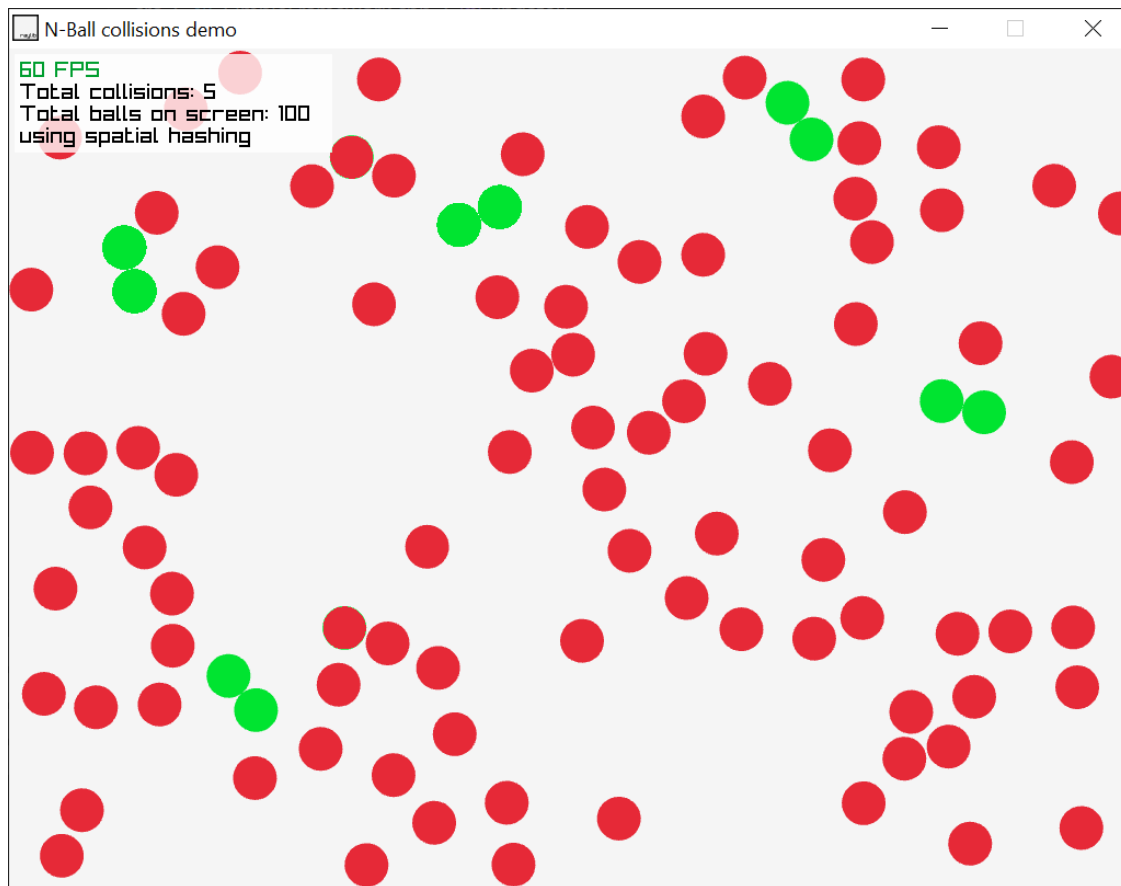 N-Ball collisions demo
60 FPS
Total collisions: 5
Total balls on screen: 100
using spatial hashing